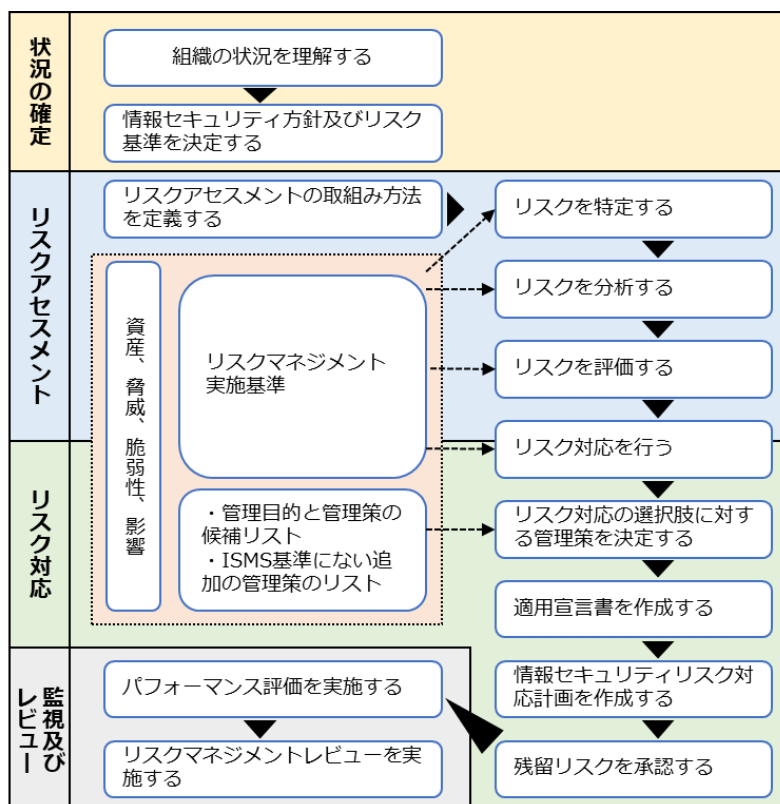 状況の確定
組織の状況を理解する
情報セキュリティ方針及びリスク
基準を決定する
リスクアセスメント
リスクアセスメントの取組み方法
を定義する
リスクを特定する
リスクを分析する
リスクを評価する
資産、脅威、脆弱性、影響
リスクマネジメント
実施基準
リスク対応
リスク対応を行う
・管理目的と管理策の
候補リスト
・ISMS基準にない追
加の管理策のリスト
リスク対応の選択肢に対す
る管理策を決定する
適用宣言書を作成する
情報セキュリティリスク対
応計画を作成する
残留リスクを承認する
監視及び
レビュー
パフォーマンス評価を実施する
リスクマネジメントレビューを実
施する